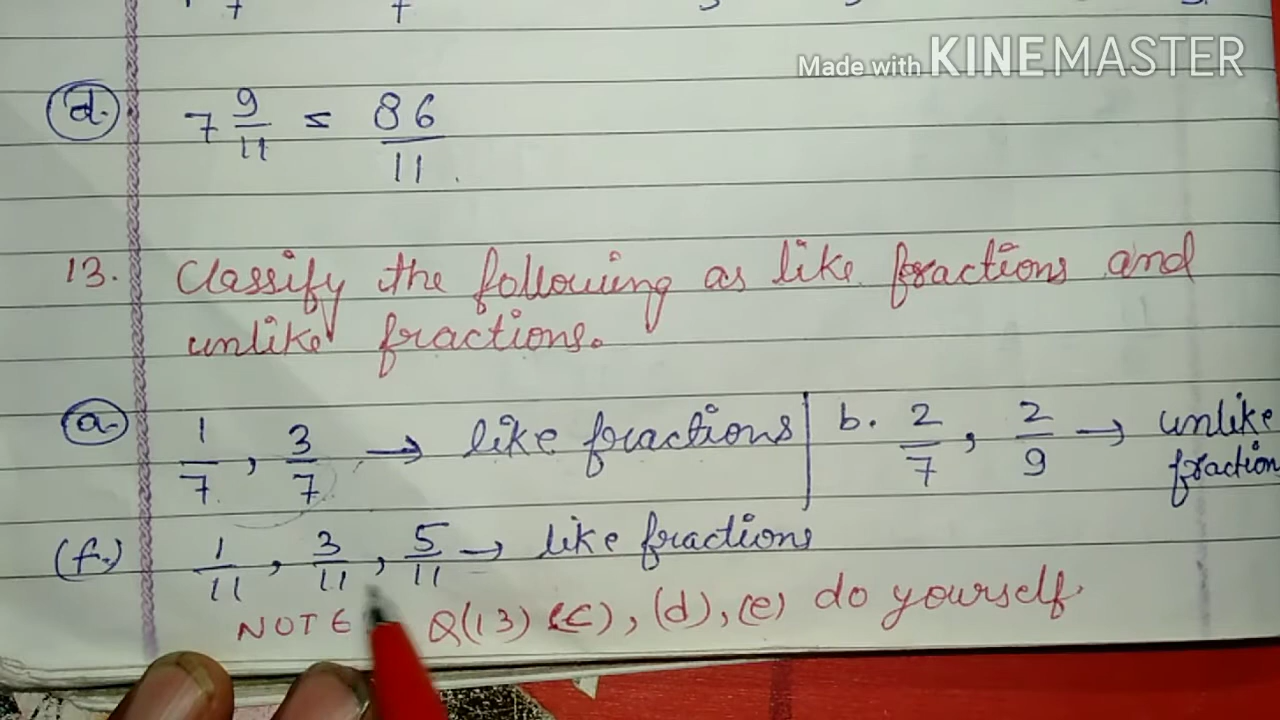 Made with KINEMASTER
d. 7 9/11 = 86/11.
13. Classify the following as like fractions and
unlike fractions.
a. 1/7, 3/7 → like fractions | b. 2/7, 2/9 → unlike
fraction
(f.) 1/11, 3/11, 5/11 → like fractions
NOTE Q(13) (c), (d), (e) do yourself.